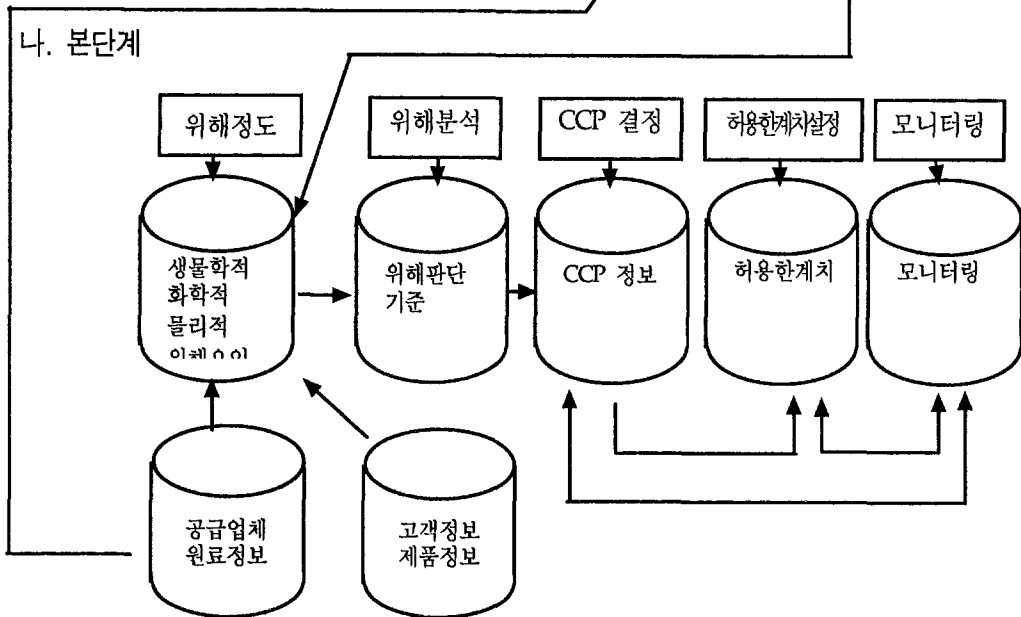 나. 본단계
위해정도
위해분석
CCP 결정
허용한계치설정
모니터링
생물학적
화학적
물리적
위해판단
기준
CCP 정보
허용한계치
모니터링
공급업체
원료정보
고객정보
제품정보